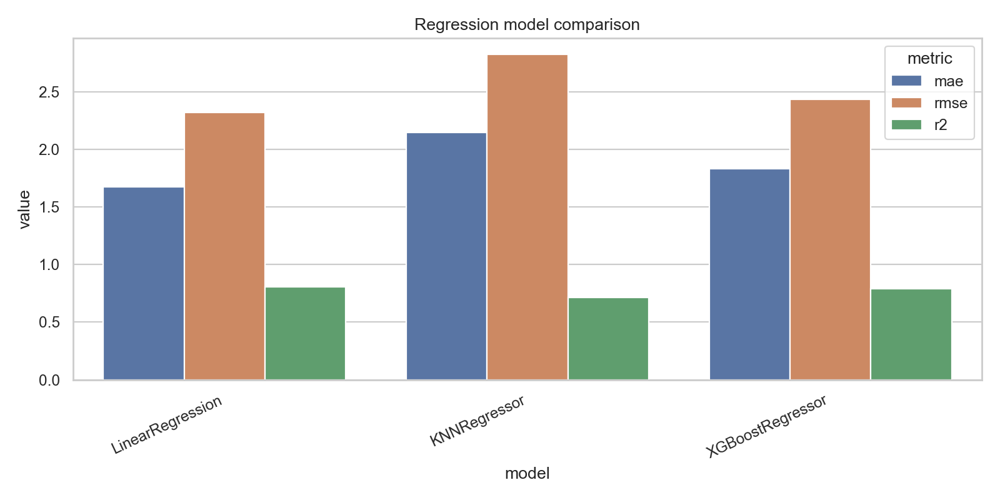 Regression model comparison
metric
mae
rmse
r2
value
2.5
2.0
1.5
1.0
0.5
0.0
LinearRegression
KNNRegressor
XGBoostRegressor
model